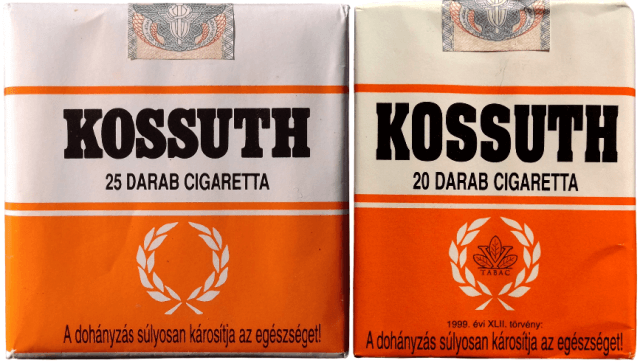 KOSSUTH
25 DARAB CIGARETTA
A dohányzás súlyosan károsítja az egészséget!
KOSSUTH
20 DARAB CIGARETTA
V
TABAC
1999. évi XLII. törvény:
A dohányzás súlyosan károsítja az egészséget!